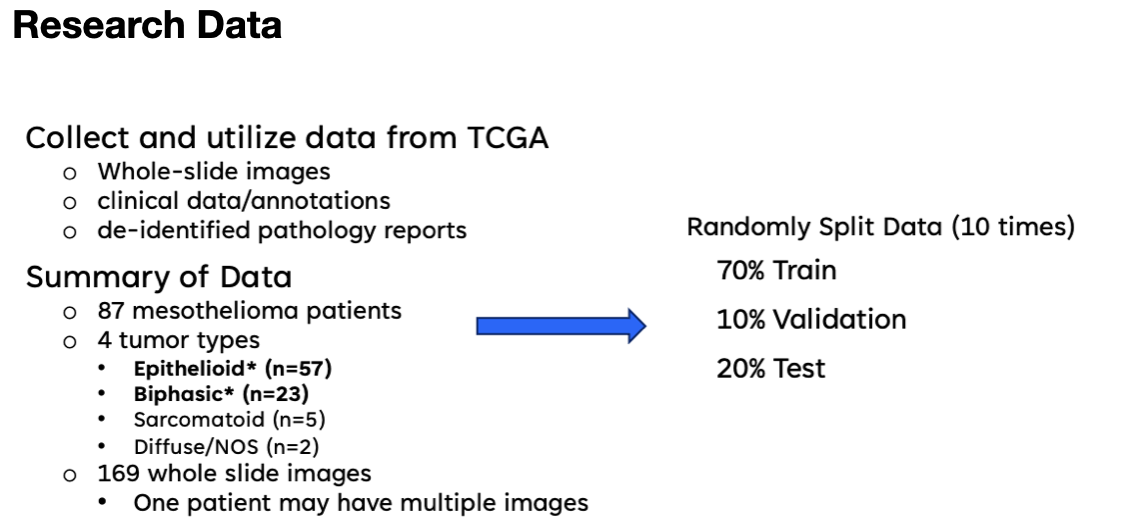 Research Data
Collect and utilize data from TCGA
o Whole-slide images
o clinical data/annotations
o de-identified pathology reports
Summary of Data
o 87 mesothelioma patients
o 4 tumor types
• Epithelioid* (n=57)
• Biphasic* (n=23)
• Sarcomatoid (n=5)
• Diffuse/NOS (n=2)
o 169 whole slide images
• One patient may have multiple images
Randomly Split Data (10 times)
70% Train
10% Validation
20% Test